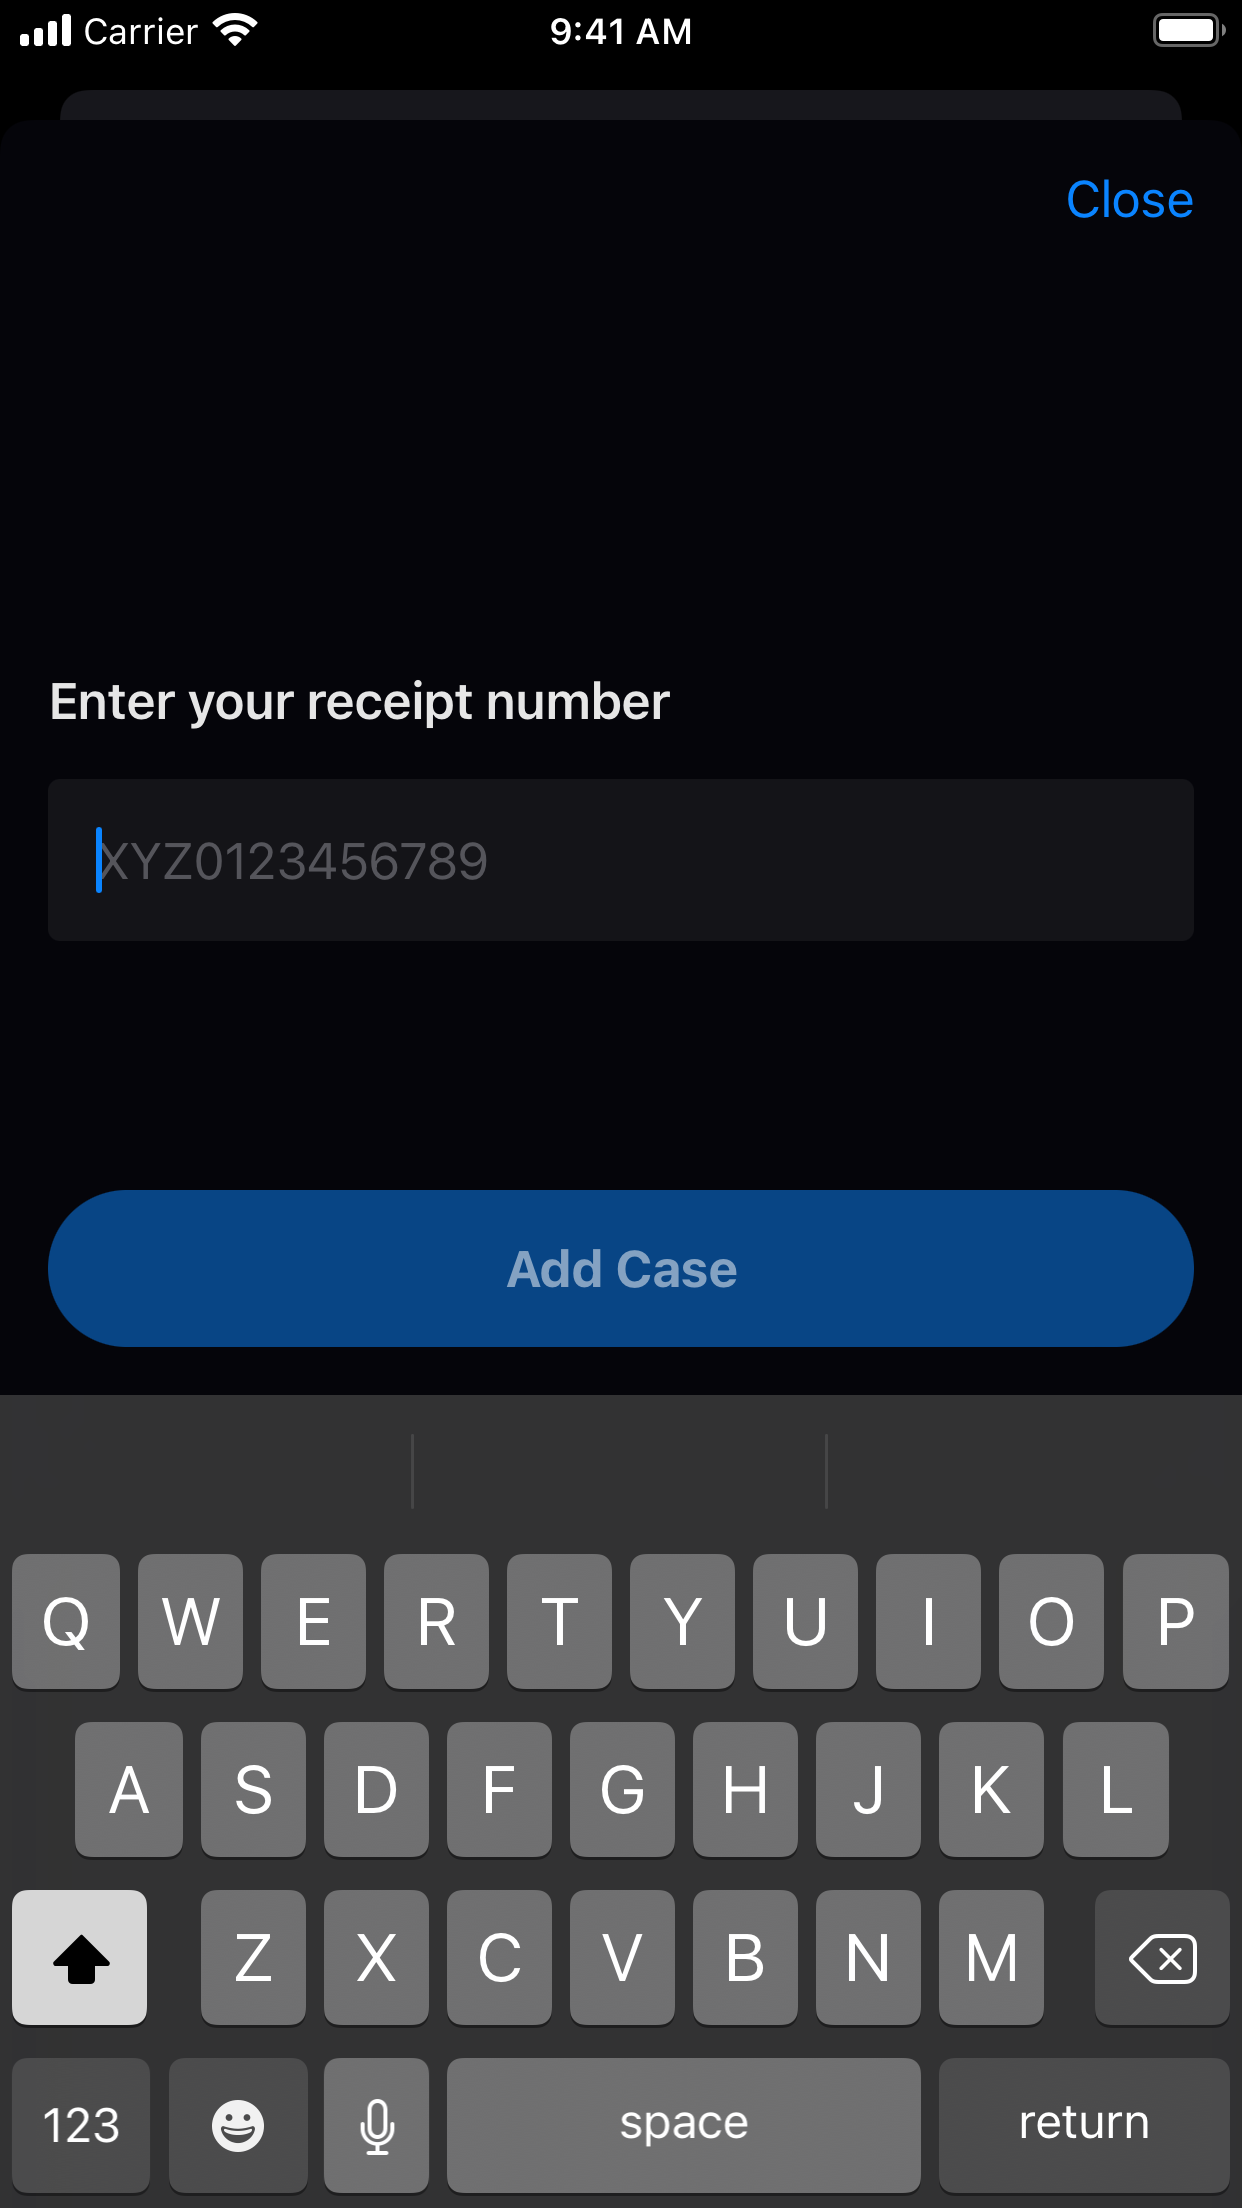 Carrier 9:41 AM
Close
Enter your receipt number
XYZ0123456789
Add Case
Q W E R T Y U I O P
A S D F G H J K L
Z X C V B N M
123 space return